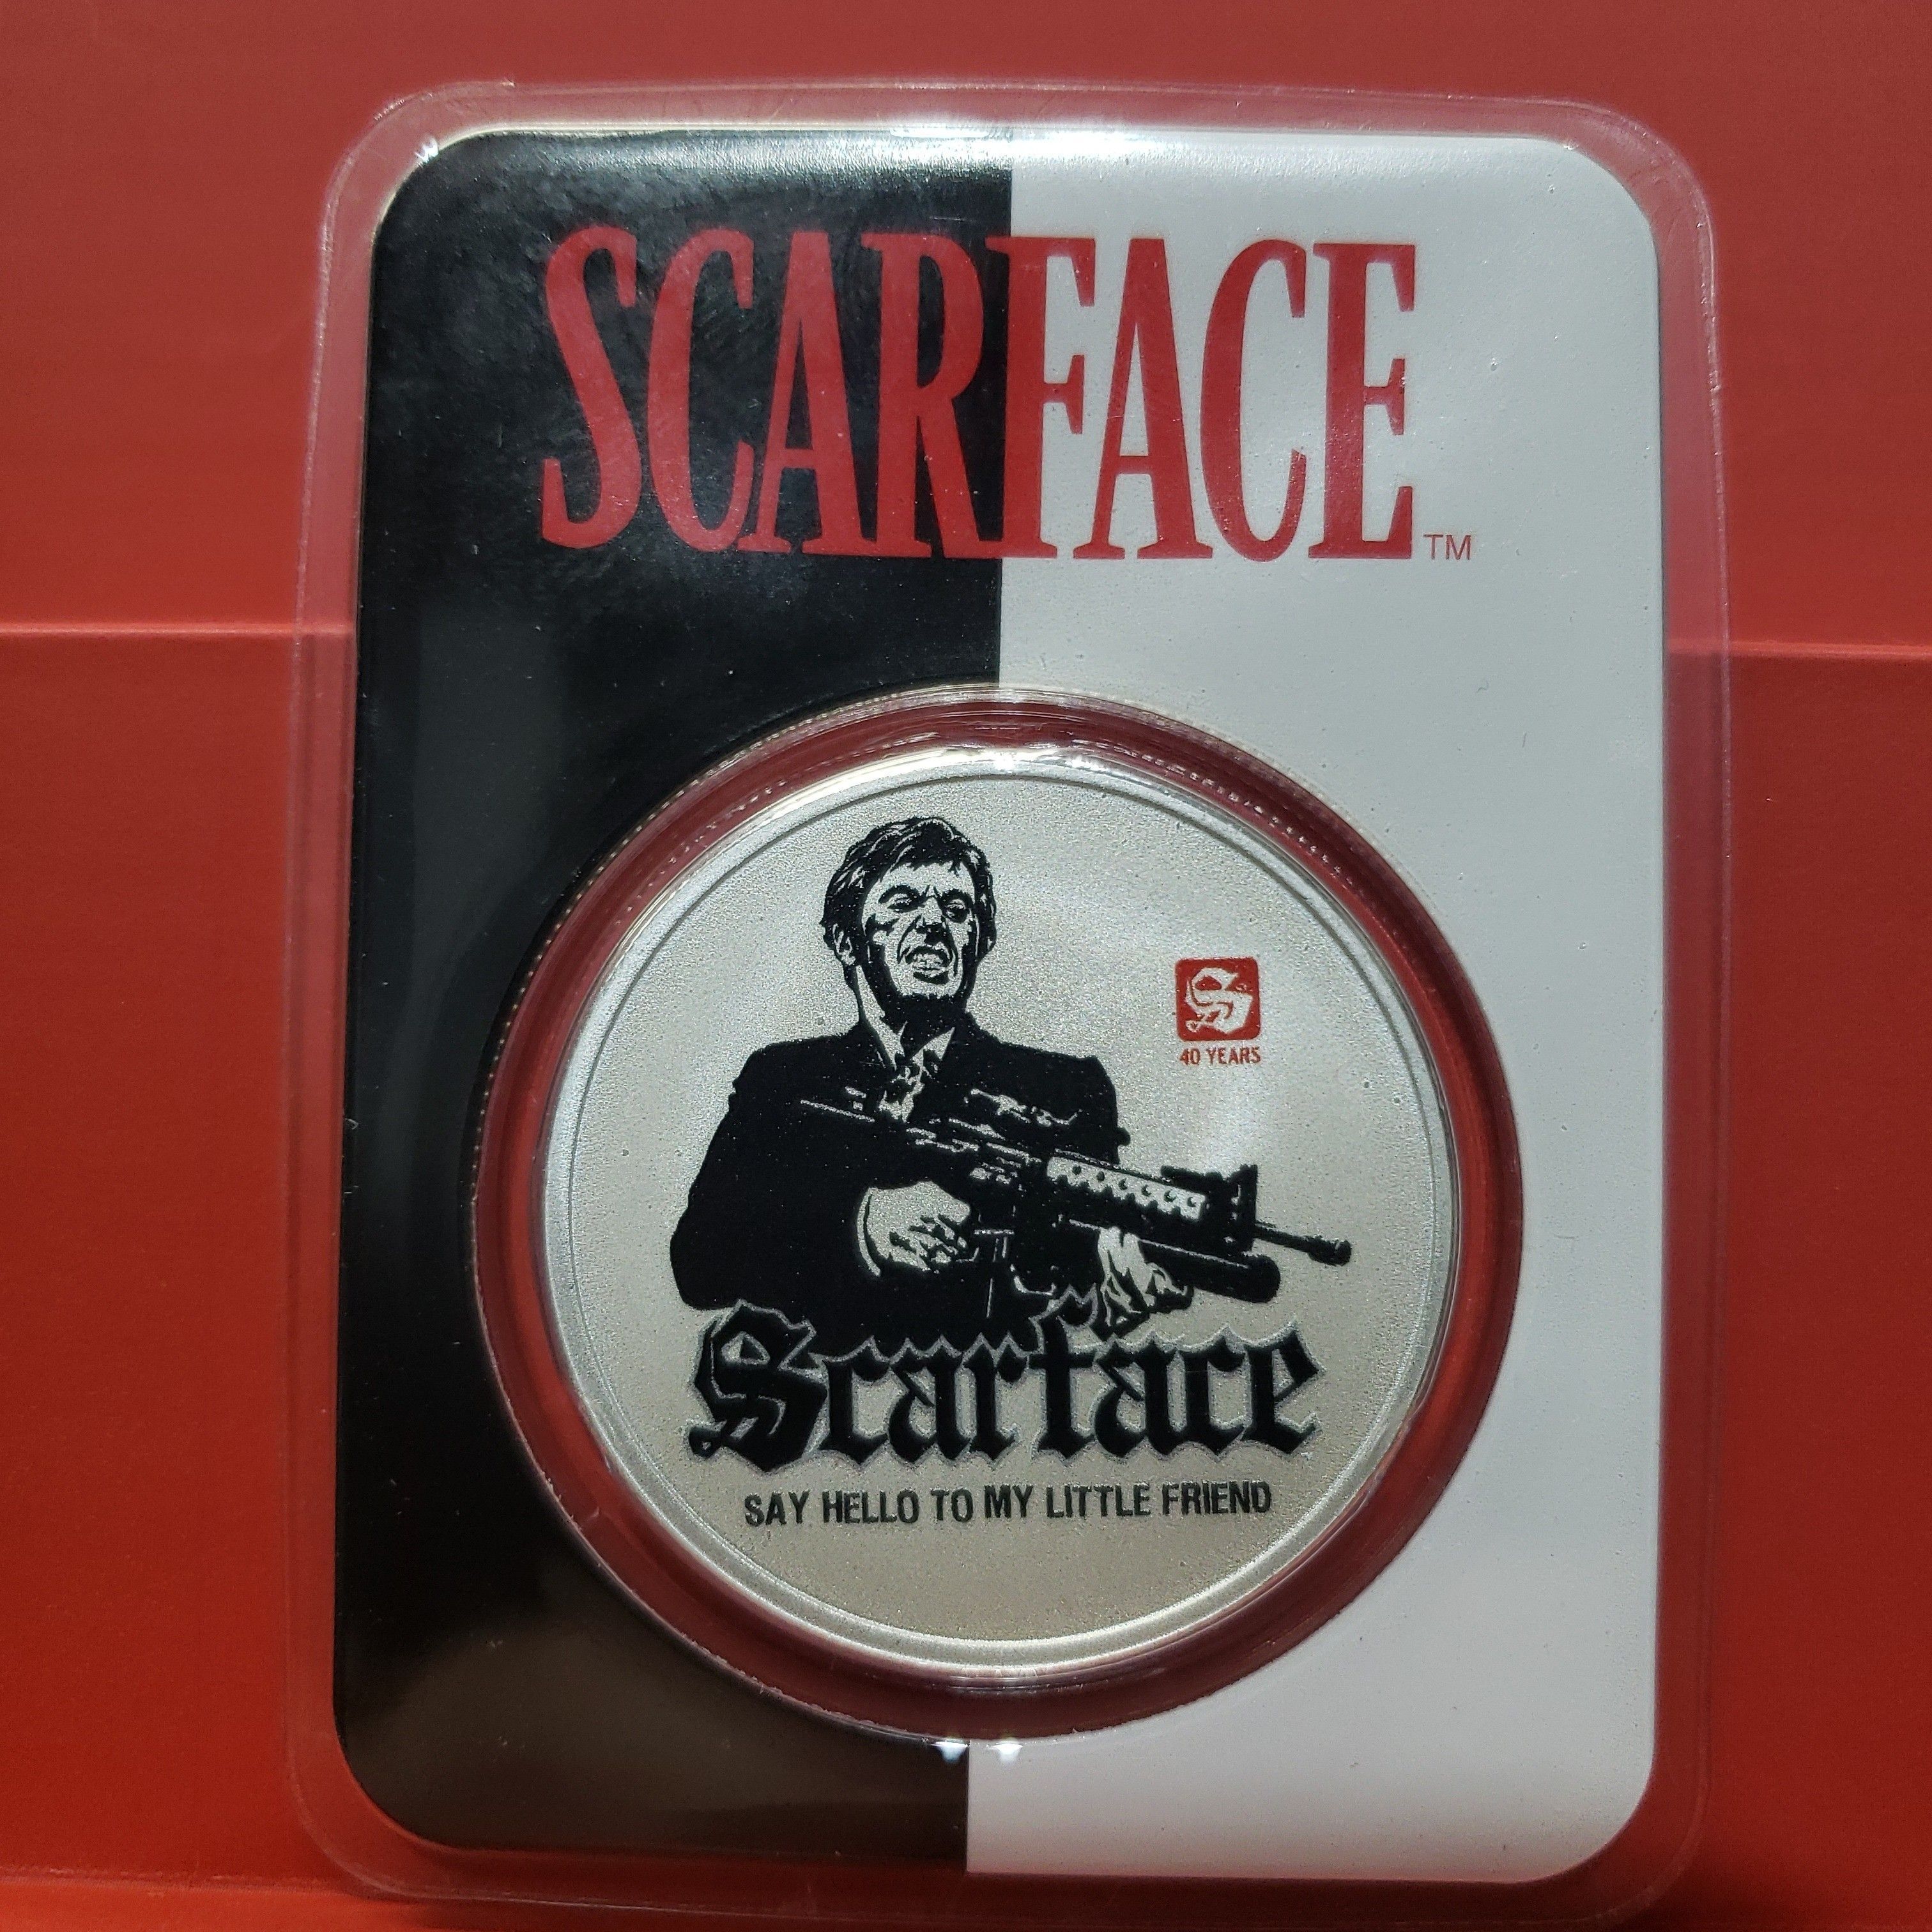 SCARFACE™
S
40 YEARS
Scarface
SAY HELLO TO MY LITTLE FRIEND